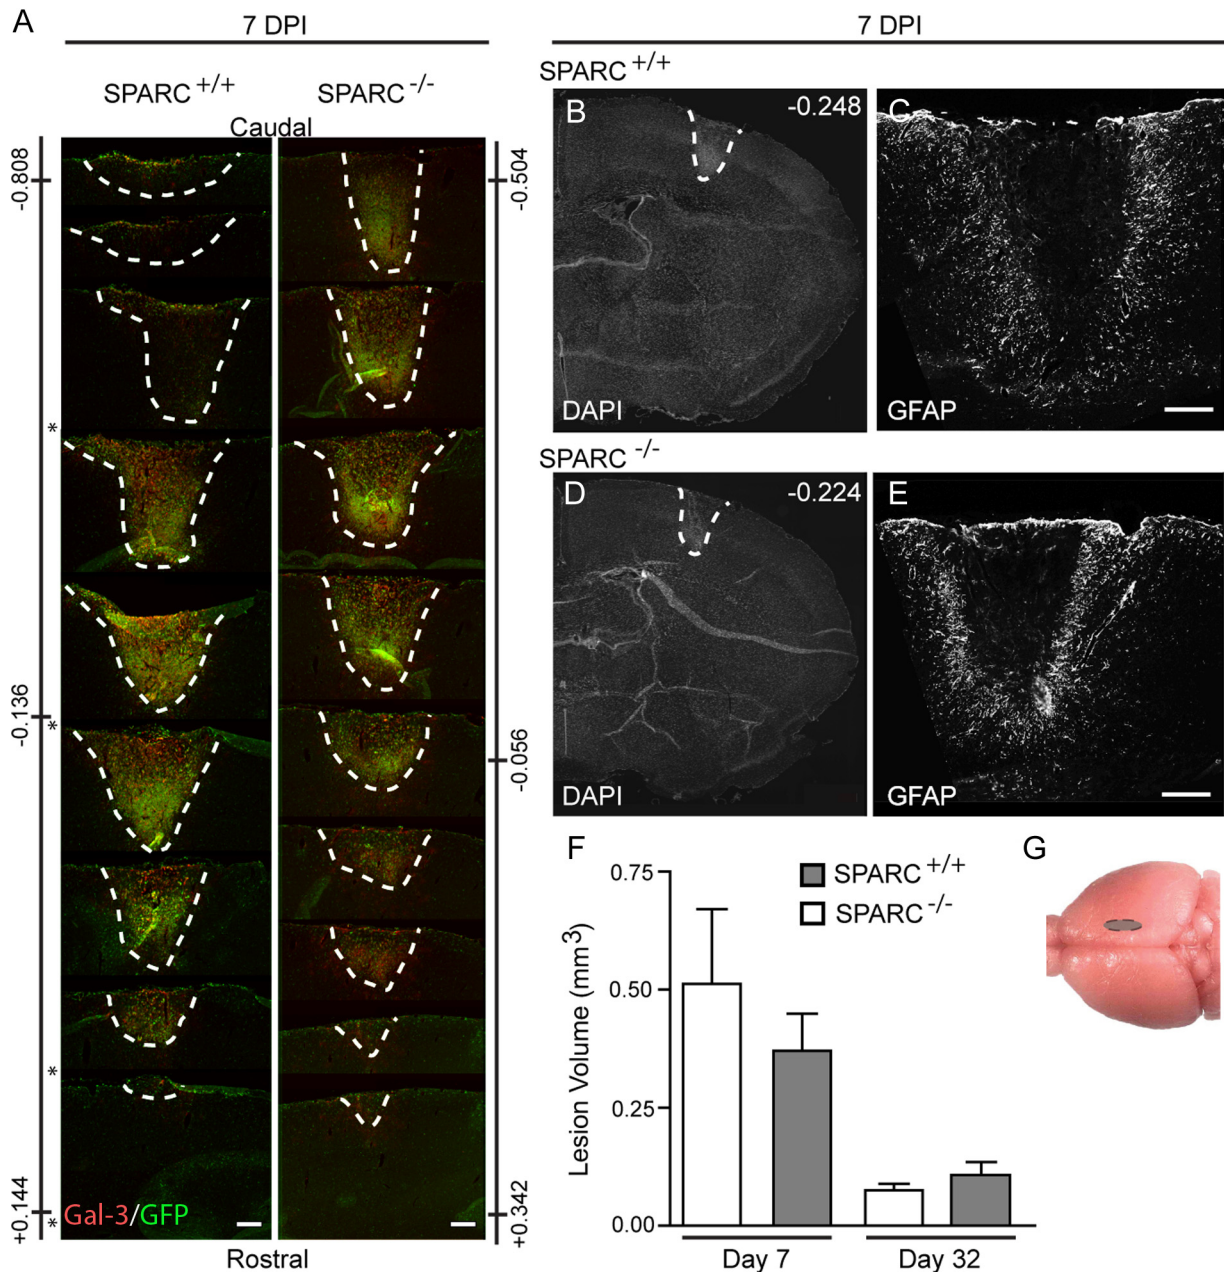 A
7 DPI
SPARC +/+
SPARC -/-
Caudal
-0.808
-0.504
*
-0.136
*
-0.056
*
+0.144
*
+0.342
Gal-3/GFP
Rostral
7 DPI
SPARC +/+
B
-0.248
C
DAPI
GFAP
SPARC -/-
D
-0.224
E
DAPI
GFAP
F
SPARC +/+
SPARC -/-
Lesion Volume (mm3)
0.75
0.50
0.25
0.00
Day 7
Day 32
G